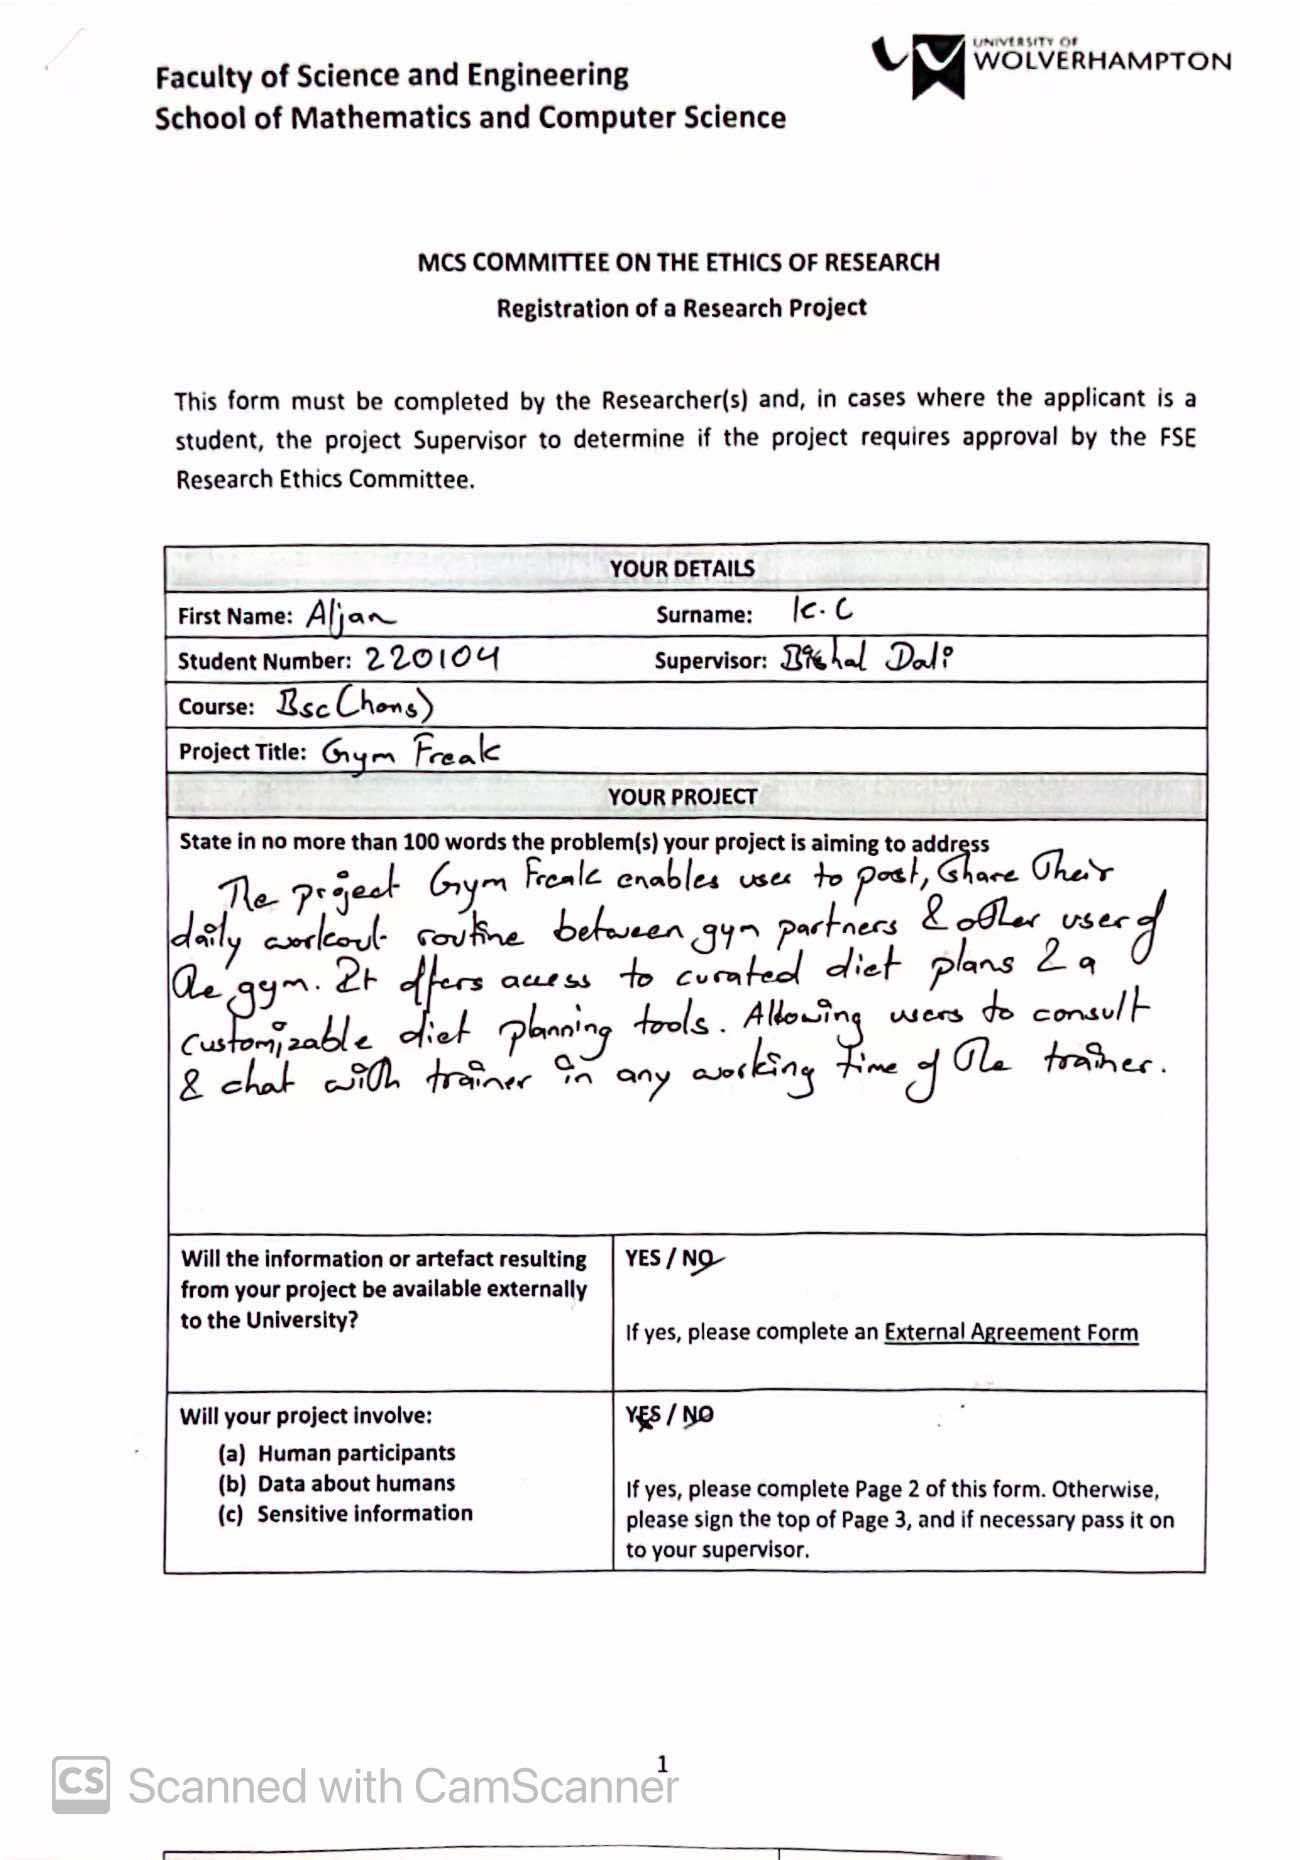 UNIVERSITY OF
WOLVERHAMPTON
Faculty of Science and Engineering
School of Mathematics and Computer Science
MCS COMMITTEE ON THE ETHICS OF RESEARCH
Registration of a Research Project
This form must be completed by the Researcher(s) and, in cases where the applicant is a
student, the project Supervisor to determine if the project requires approval by the FSE
Research Ethics Committee.
YOUR DETAILS
First Name: Aljan Surname: K.C
Student Number: 220104 Supervisor: Bishal Dali
Course: Bsc (hons)
Project Title: Gym Freak
YOUR PROJECT
State in no more than 100 words the problem(s) your project is aiming to address
The project Gym Freak enables user to post, share their
daily workout routine between gym partners & other user of
the gym. It offers access to curated diet plans & a
customizable diet planning tools. Allowing users to consult
& chat with trainer in any working time of the trainer.
Will the information or artefact resulting
from your project be available externally
to the University?
YES / NO
If yes, please complete an External Agreement Form
Will your project involve:
(a) Human participants
(b) Data about humans
(c) Sensitive information
YES / NO
If yes, please complete Page 2 of this form. Otherwise,
please sign the top of Page 3, and if necessary pass it on
to your supervisor.
1
CS Scanned with CamScanner